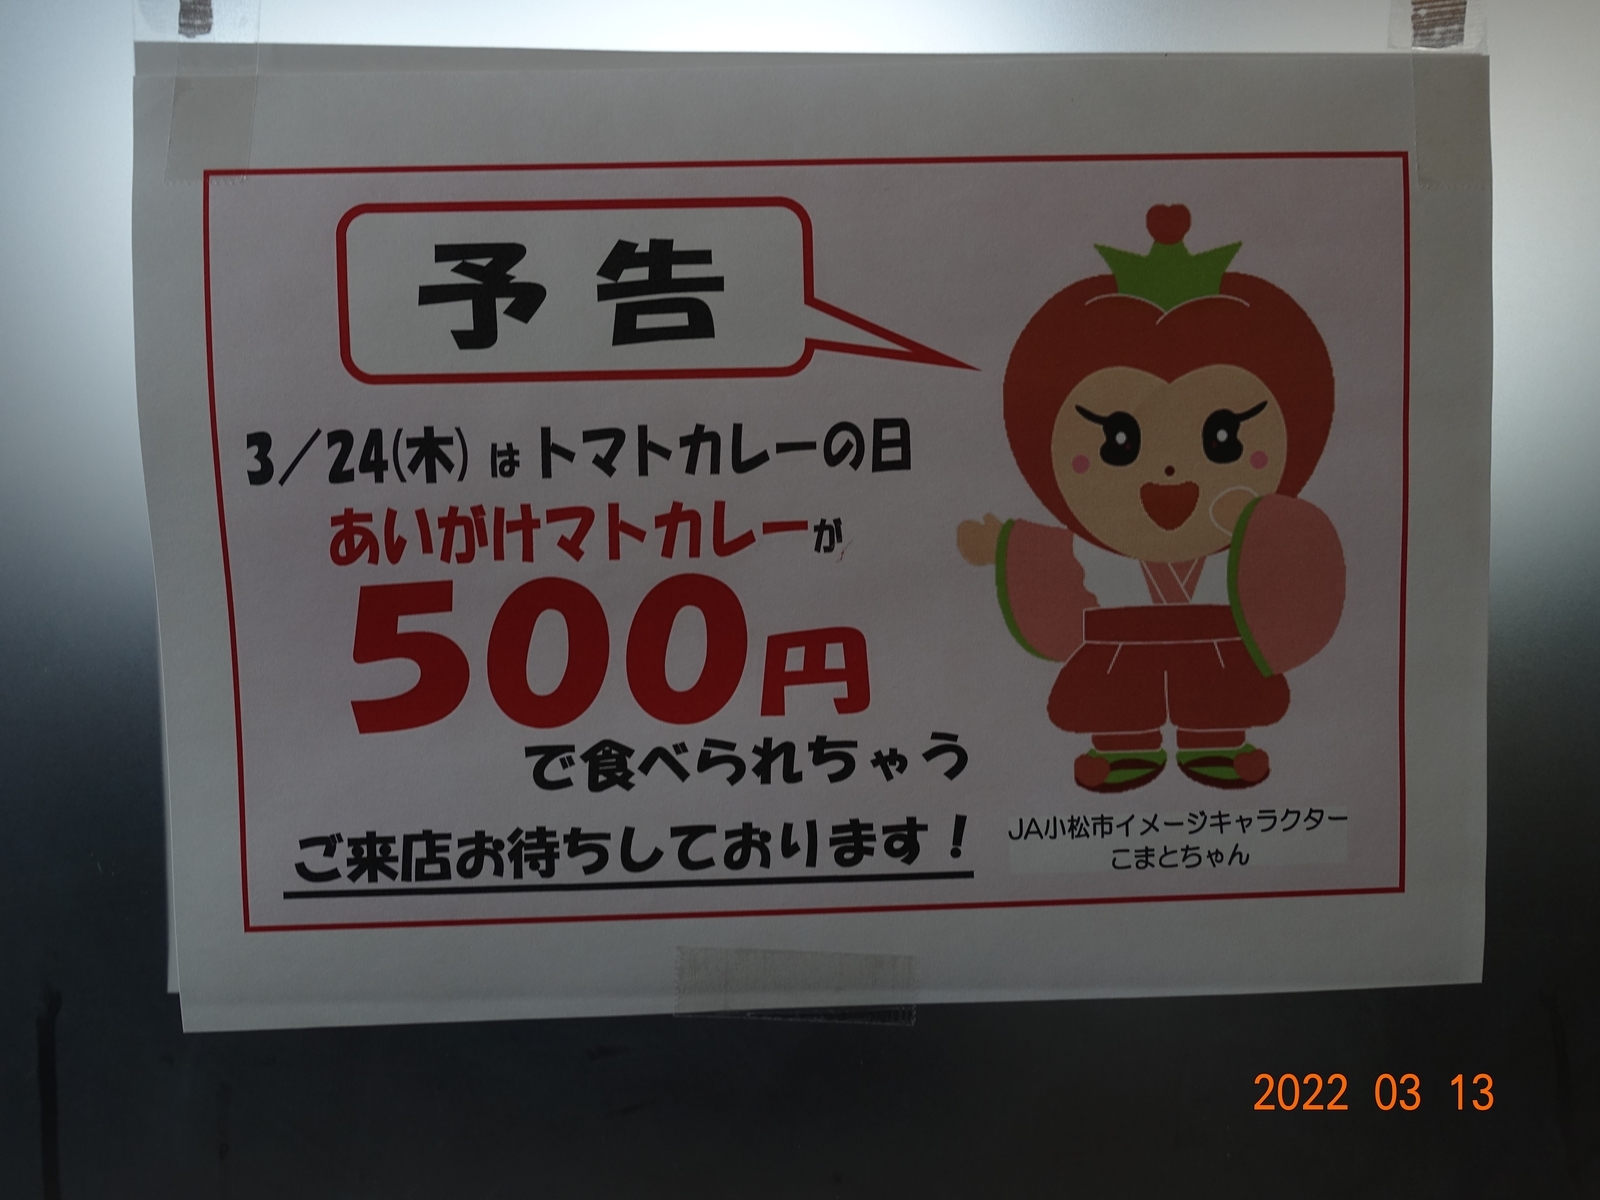 予告
3/24(木)はトマトカレーの日
あいがけマトカレーが
500円
で食べられちゃう
ご来店お待ちしております!
JA小松市イメージキャラクター
こまとちゃん
2022 03 13